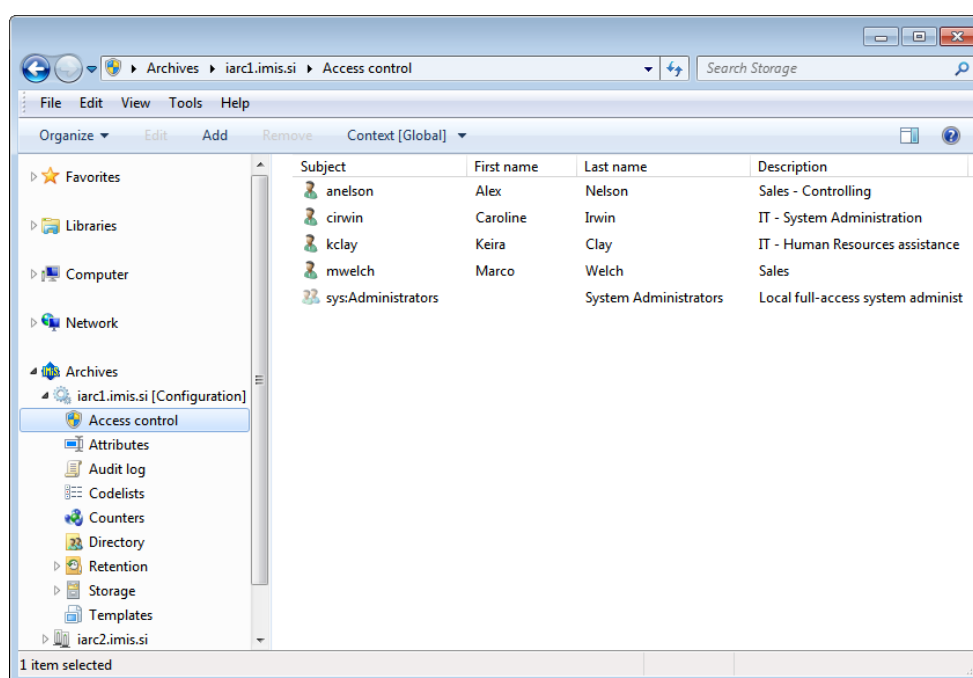 Archives iarc1.imis.si Access control Search Storage
File Edit View Tools Help
Organize Edit Add Remove Context [Global]
Favorites
Libraries
Computer
Network
Archives
iarc1.imis.si [Configuration]
Access control
Attributes
Audit log
Codelists
Counters
Directory
Retention
Storage
Templates
iarc2.imis.si
Subject First name Last name Description
anelson Alex Nelson Sales - Controlling
cirwin Caroline Irwin IT - System Administration
kclay Keira Clay IT - Human Resources assistance
mwelch Marco Welch Sales
sys:Administrators System Administrators Local full-access system administ
1 item selected